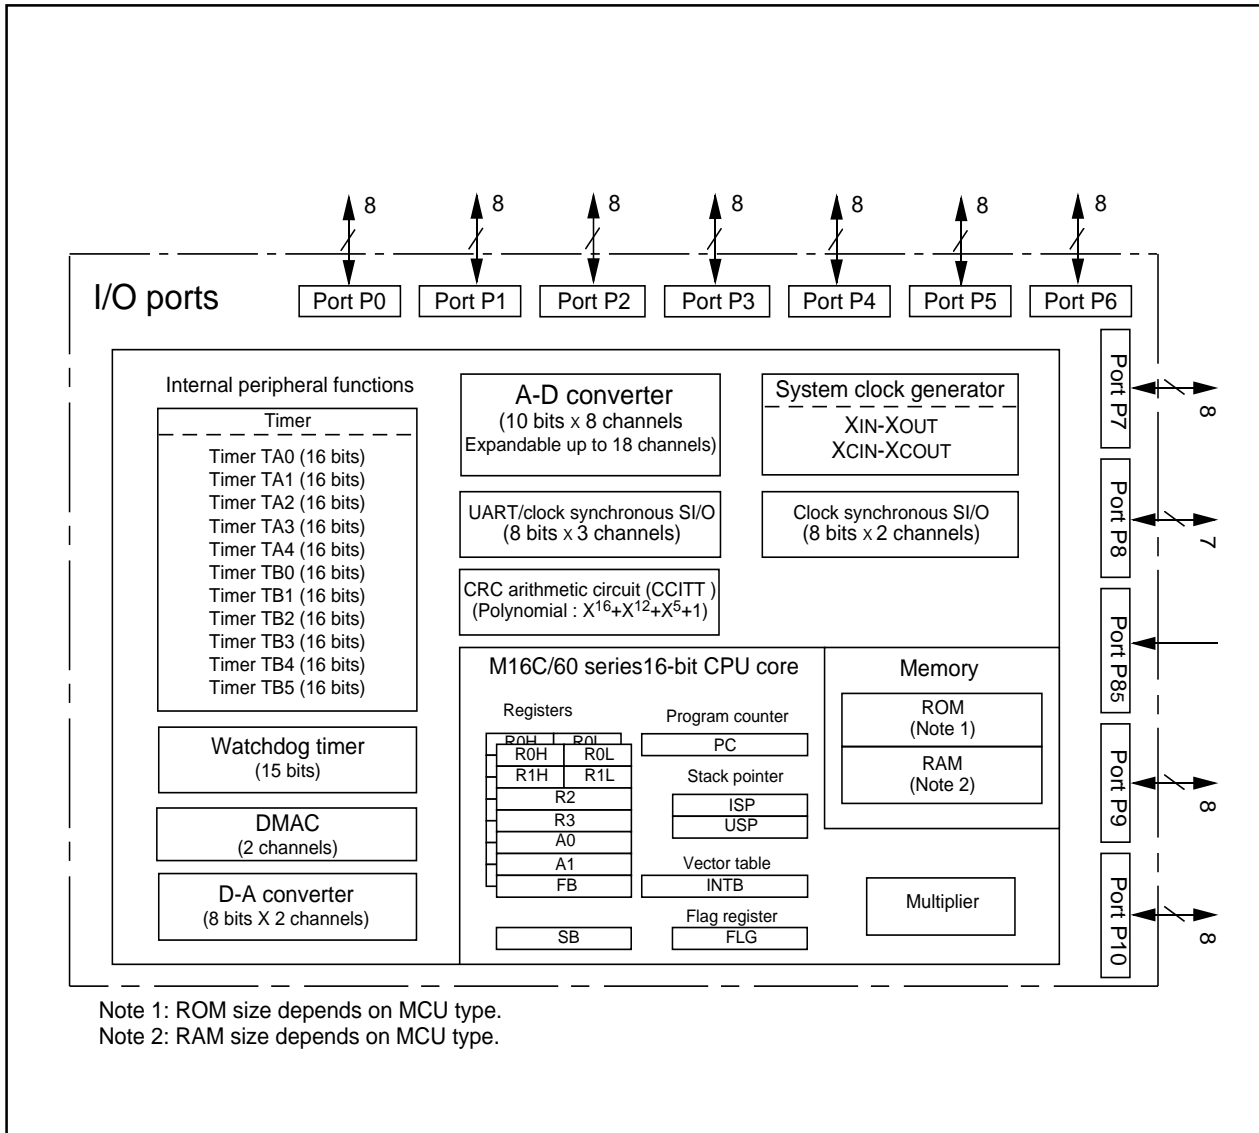 8 8 8 8 8 8 8
I/O ports
Port P0 Port P1 Port P2 Port P3 Port P4 Port P5 Port P6
Internal peripheral functions
Timer
Timer TA0 (16 bits)
Timer TA1 (16 bits)
Timer TA2 (16 bits)
Timer TA3 (16 bits)
Timer TA4 (16 bits)
Timer TB0 (16 bits)
Timer TB1 (16 bits)
Timer TB2 (16 bits)
Timer TB3 (16 bits)
Timer TB4 (16 bits)
Timer TB5 (16 bits)
Watchdog timer
(15 bits)
DMAC
(2 channels)
D-A converter
(8 bits X 2 channels)
A-D converter
(10 bits x 8 channels
Expandable up to 18 channels)
UART/clock synchronous SI/O
(8 bits x 3 channels)
CRC arithmetic circuit (CCITT )
(Polynomial : X16+X12+X5+1)
System clock generator
XIN-XOUT
XCIN-XCOUT
Clock synchronous SI/O
(8 bits x 2 channels)
M16C/60 series16-bit CPU core
Registers
R0H R0L
R0H R0L
R1H R1L
R2
R3
A0
A1
FB
SB
Program counter
PC
Stack pointer
ISP
USP
Vector table
INTB
Flag register
FLG
Memory
ROM
(Note 1)
RAM
(Note 2)
Multiplier
Port P7
8
Port P8
7
Port P85
Port P9
8
Port P10
8
Note 1: ROM size depends on MCU type.
Note 2: RAM size depends on MCU type.